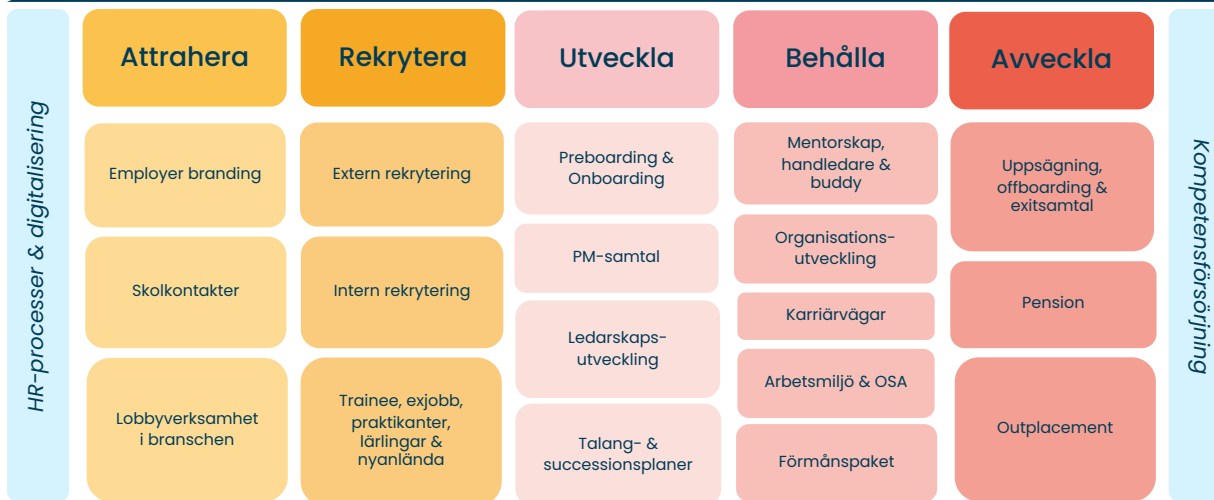 HR-processer & digitalisering
Attrahera
Employer branding
Skolkontakter
Lobbyverksamhet
i branschen
Rekrytera
Extern rekrytering
Intern rekrytering
Trainee, exjobb,
praktikanter,
lärlingar &
nyanlända
Utveckla
Preboarding &
Onboarding
PM-samtal
Ledarskaps-
utveckling
Talang- &
successionsplaner
Behålla
Mentorskap,
handledare &
buddy
Organisations-
utveckling
Karriärvägar
Arbetsmiljö & OSA
Förmånspaket
Avveckla
Uppsägning,
offboarding &
exitsamtal
Pension
Outplacement
Kompetensförsörjning